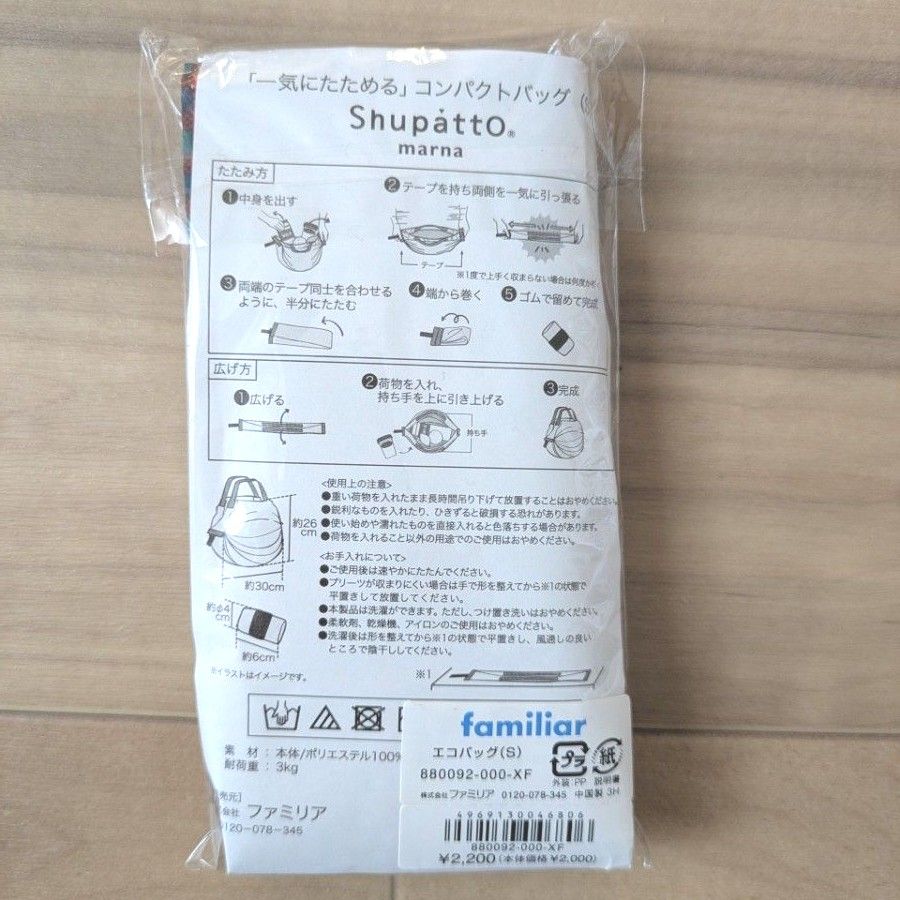 「一気にたためる」コンパクトバッグ
Shupatto®
marna
たたみ方
❶中身を出す
❷テープを持ち両側を一気に引っ張る
テープ
※1度で上手く収まらない場合は何度か
❸両端のテープ同士を合わせる
ように、半分にたたむ
❹端から巻く
❺ゴムで留めて完成
広げ方
❶広げる
❷荷物を入れ、
持ち手を上に引き上げる
持ち手
❸完成
約26
cm
約30cm
約φ4
cm
約6cm
※イラストはイメージです。
<使用上の注意>
●重い荷物を入れたまま長時間吊り下げて放置することはおやめください。
●鋭利なものを入れたり、ひきずると破損する恐れがあります。
●使い始めや濡れたものを直接入れると色落ちする場合があります。
●荷物を入れること以外の用途でのご使用はおやめください。
<お手入れについて>
●ご使用後は速やかにたたんでください。
●プリーツが収まりにくい場合は手で形を整えてから※1の状態で
平置きして放置してください。
●本製品は洗濯ができます。ただし、つけ置き洗いはおやめください。
●柔軟剤、乾燥機、アイロンのご使用はおやめください。
●洗濯後は形を整えてから※1の状態で平置きし、風通しの良い
ところで陰干ししてください。
※1
素 材：本体/ポリエステル100%
耐荷重：3kg
売元]
会社 ファミリア
0120-078-345
familiar
エコバッグ(S)
880092-000-XF
プラ
紙
外装:PP 説明書
株式会社ファミリア 0120-078-345 中国製 3H
4969130046806
880092-000-XF
¥2,200(本体価格 ¥2,000)